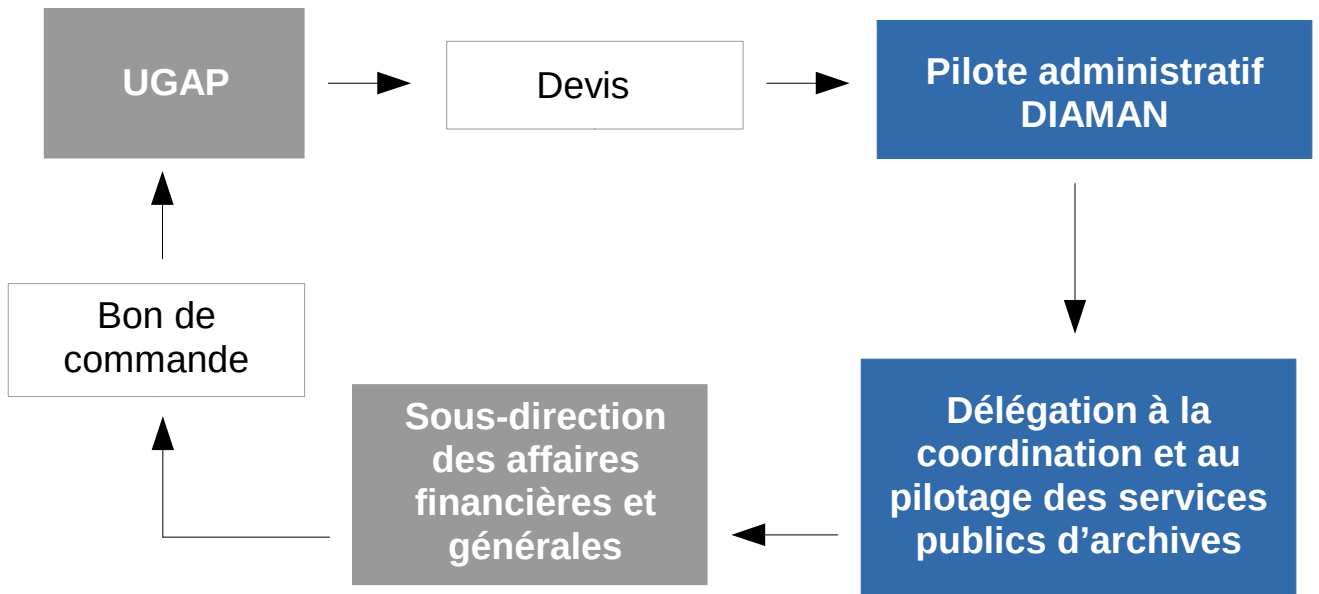 UGAP
Devis
Pilote administratif
DIAMAN
Bon de
commande
Sous-direction
des affaires
financières et
générales
Délégation à la
coordination et au
pilotage des services
publics d’archives